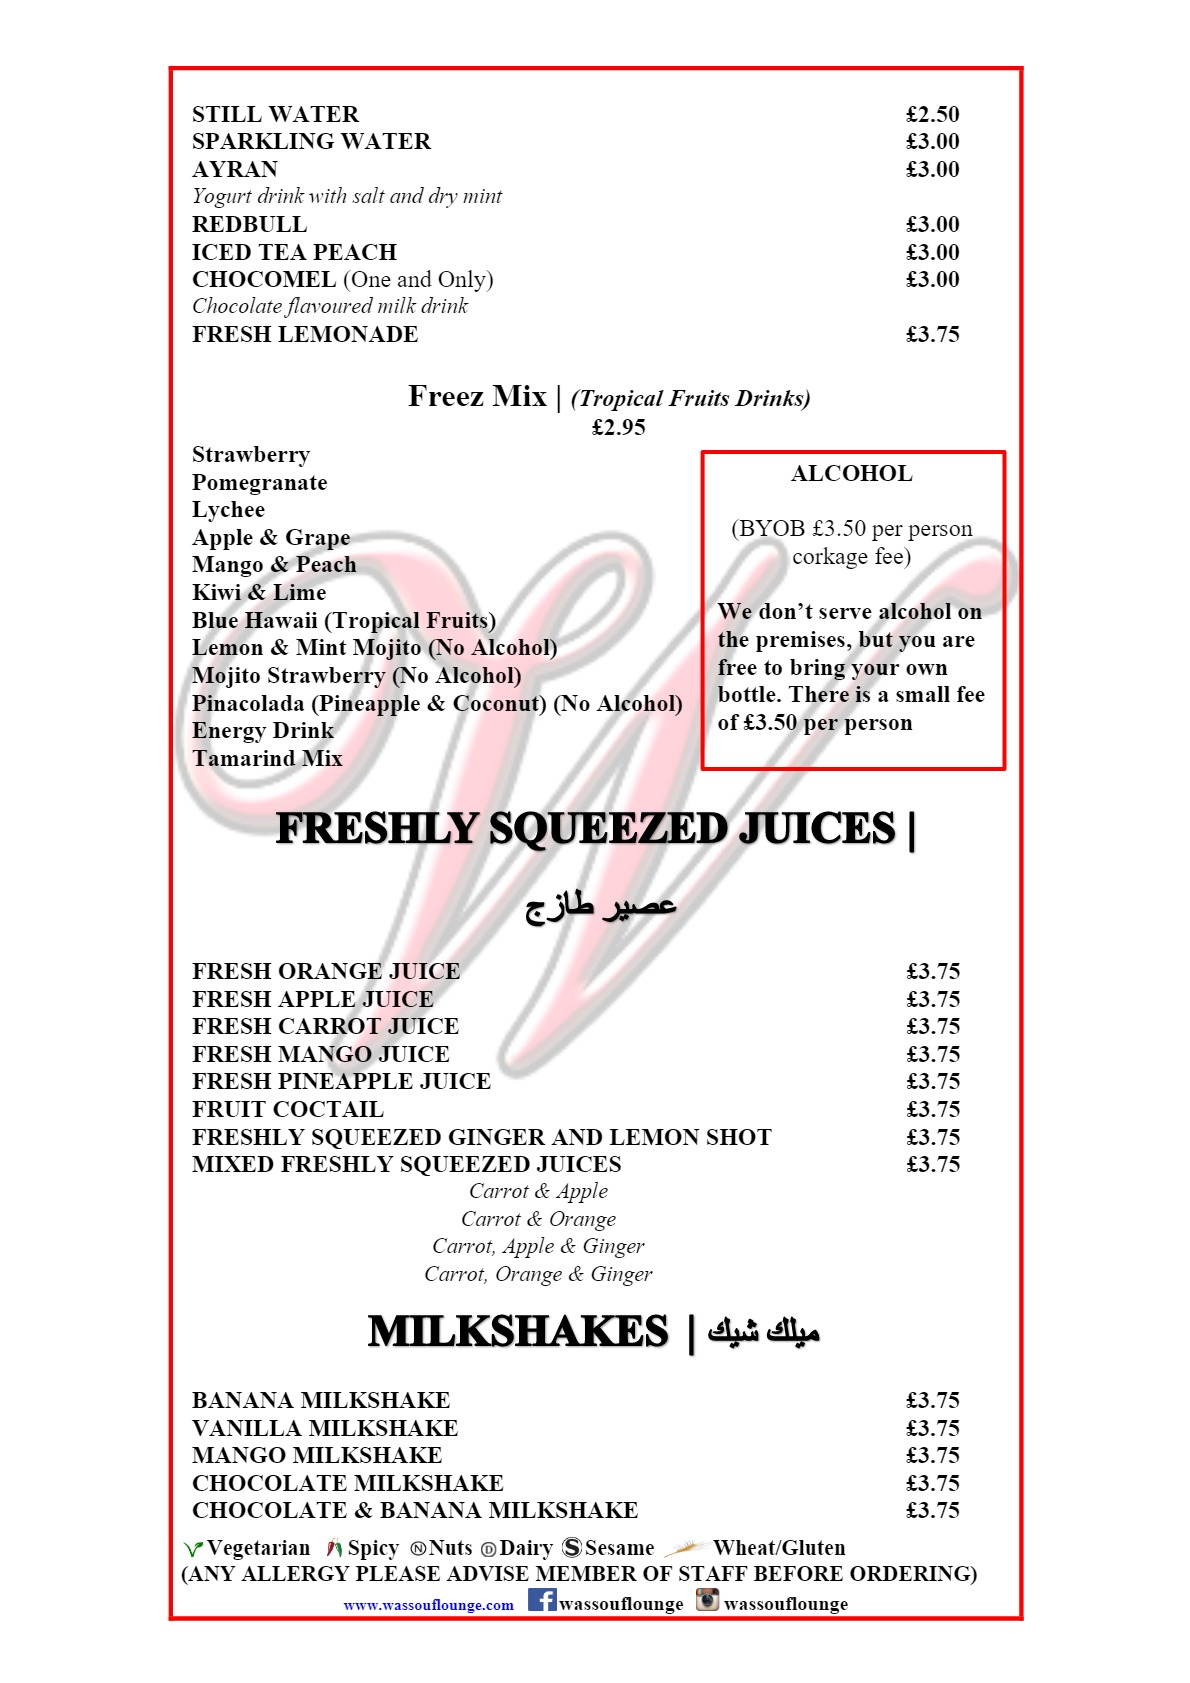 STILL WATER £2.50
SPARKLING WATER £3.00
AYRAN £3.00
Yogurt drink with salt and dry mint
REDBULL £3.00
ICED TEA PEACH £3.00
CHOCOMEL (One and Only) £3.00
Chocolate flavoured milk drink
FRESH LEMONADE £3.75
Freez Mix | (Tropical Fruits Drinks)
£2.95
Strawberry
Pomegranate
Lychee
Apple & Grape
Mango & Peach
Kiwi & Lime
Blue Hawaii (Tropical Fruits)
Lemon & Mint Mojito (No Alcohol)
Mojito Strawberry (No Alcohol)
Pinacolada (Pineapple & Coconut) (No Alcohol)
Energy Drink
Tamarind Mix
ALCOHOL
(BYOB £3.50 per person
corkage fee)
We don’t serve alcohol on
the premises, but you are
free to bring your own
bottle. There is a small fee
of £3.50 per person
FRESHLY SQUEEZED JUICES |
عصير طازج
FRESH ORANGE JUICE £3.75
FRESH APPLE JUICE £3.75
FRESH CARROT JUICE £3.75
FRESH MANGO JUICE £3.75
FRESH PINEAPPLE JUICE £3.75
FRUIT COCTAIL £3.75
FRESHLY SQUEEZED GINGER AND LEMON SHOT £3.75
MIXED FRESHLY SQUEEZED JUICES £3.75
Carrot & Apple
Carrot & Orange
Carrot, Apple & Ginger
Carrot, Orange & Ginger
MILKSHAKES | ميلك شيك
BANANA MILKSHAKE £3.75
VANILLA MILKSHAKE £3.75
MANGO MILKSHAKE £3.75
CHOCOLATE MILKSHAKE £3.75
CHOCOLATE & BANANA MILKSHAKE £3.75
V Vegetarian Spicy N Nuts D Dairy S Sesame Wheat/Gluten
(ANY ALLERGY PLEASE ADVISE MEMBER OF STAFF BEFORE ORDERING)
www.wassouflounge.com f wassouflounge wassouflounge